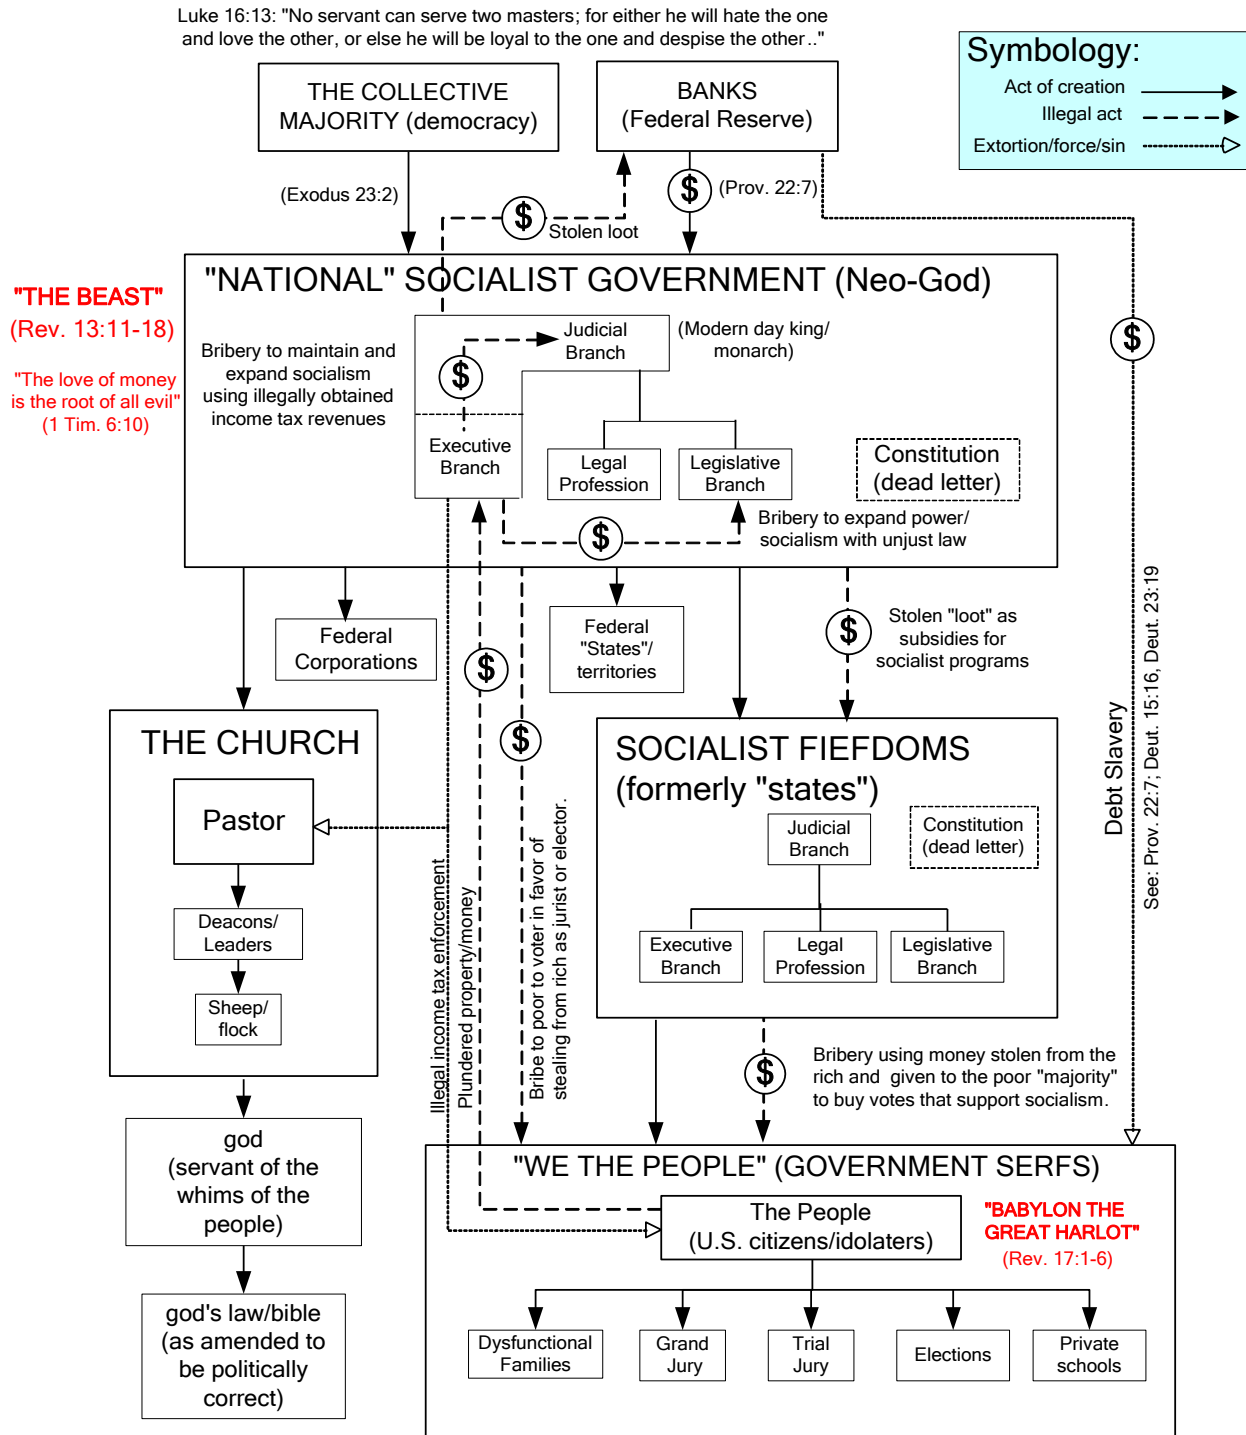 Luke 16:13: "No servant can serve two masters; for either he will hate the one
and love the other, or else he will be loyal to the one and despise the other.."
Symbology:
Act of creation
Illegal act
Extortion/force/sin
THE COLLECTIVE
MAJORITY (democracy)
BANKS
(Federal Reserve)
(Exodus 23:2)
$
Stolen loot
$
(Prov. 22:7)
"NATIONAL" SOCIALIST GOVERNMENT (Neo-God)
"THE BEAST"
(Rev. 13:11-18)
"The love of money
is the root of all evil"
(1 Tim. 6:10)
Bribery to maintain and
expand socialism
using illegally obtained
income tax revenues
$
Judicial
Branch
(Modern day king/
monarch)
$
Executive
Branch
Legal
Profession
Legislative
Branch
Constitution
(dead letter)
$
Bribery to expand power/
socialism with unjust law
Federal
Corporations
Federal
"States"/
territories
$
Stolen "loot" as
subsidies for
socialist programs
$
$
Debt Slavery
See: Prov. 22:7; Deut. 15:16, Deut. 23:19
THE CHURCH
Pastor
Deacons/
Leaders
Sheep/
flock
Illegal income tax enforcement
Plundered property/money
Bribe to poor to voter in favor of
stealing from rich as jurist or elector.
SOCIALIST FIEFDOMS
(formerly "states")
Judicial
Branch
Constitution
(dead letter)
Executive
Branch
Legal
Profession
Legislative
Branch
$
Bribery using money stolen from the
rich and given to the poor "majority"
to buy votes that support socialism.
god
(servant of the
whims of the
people)
god's law/bible
(as amended to
be politically
correct)
"WE THE PEOPLE" (GOVERNMENT SERFS)
The People
(U.S. citizens/idolaters)
"BABYLON THE
GREAT HARLOT"
(Rev. 17:1-6)
Dysfunctional
Families
Grand
Jury
Trial
Jury
Elections
Private
schools